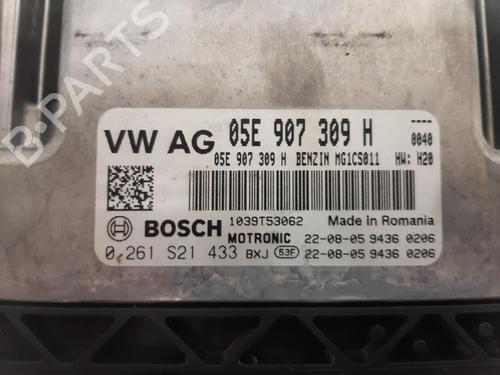 B-PARTS
VW AG 05E 907 309 H 0040
05E 907 309 H BENZIN MG1CS011 HW: H20
BOSCH 1039T53062 Made in Romania
MOTRONIC 22-08-05 9436 0206
0 261 S21 433 BXJ 53F 22-08-05 9436 0206